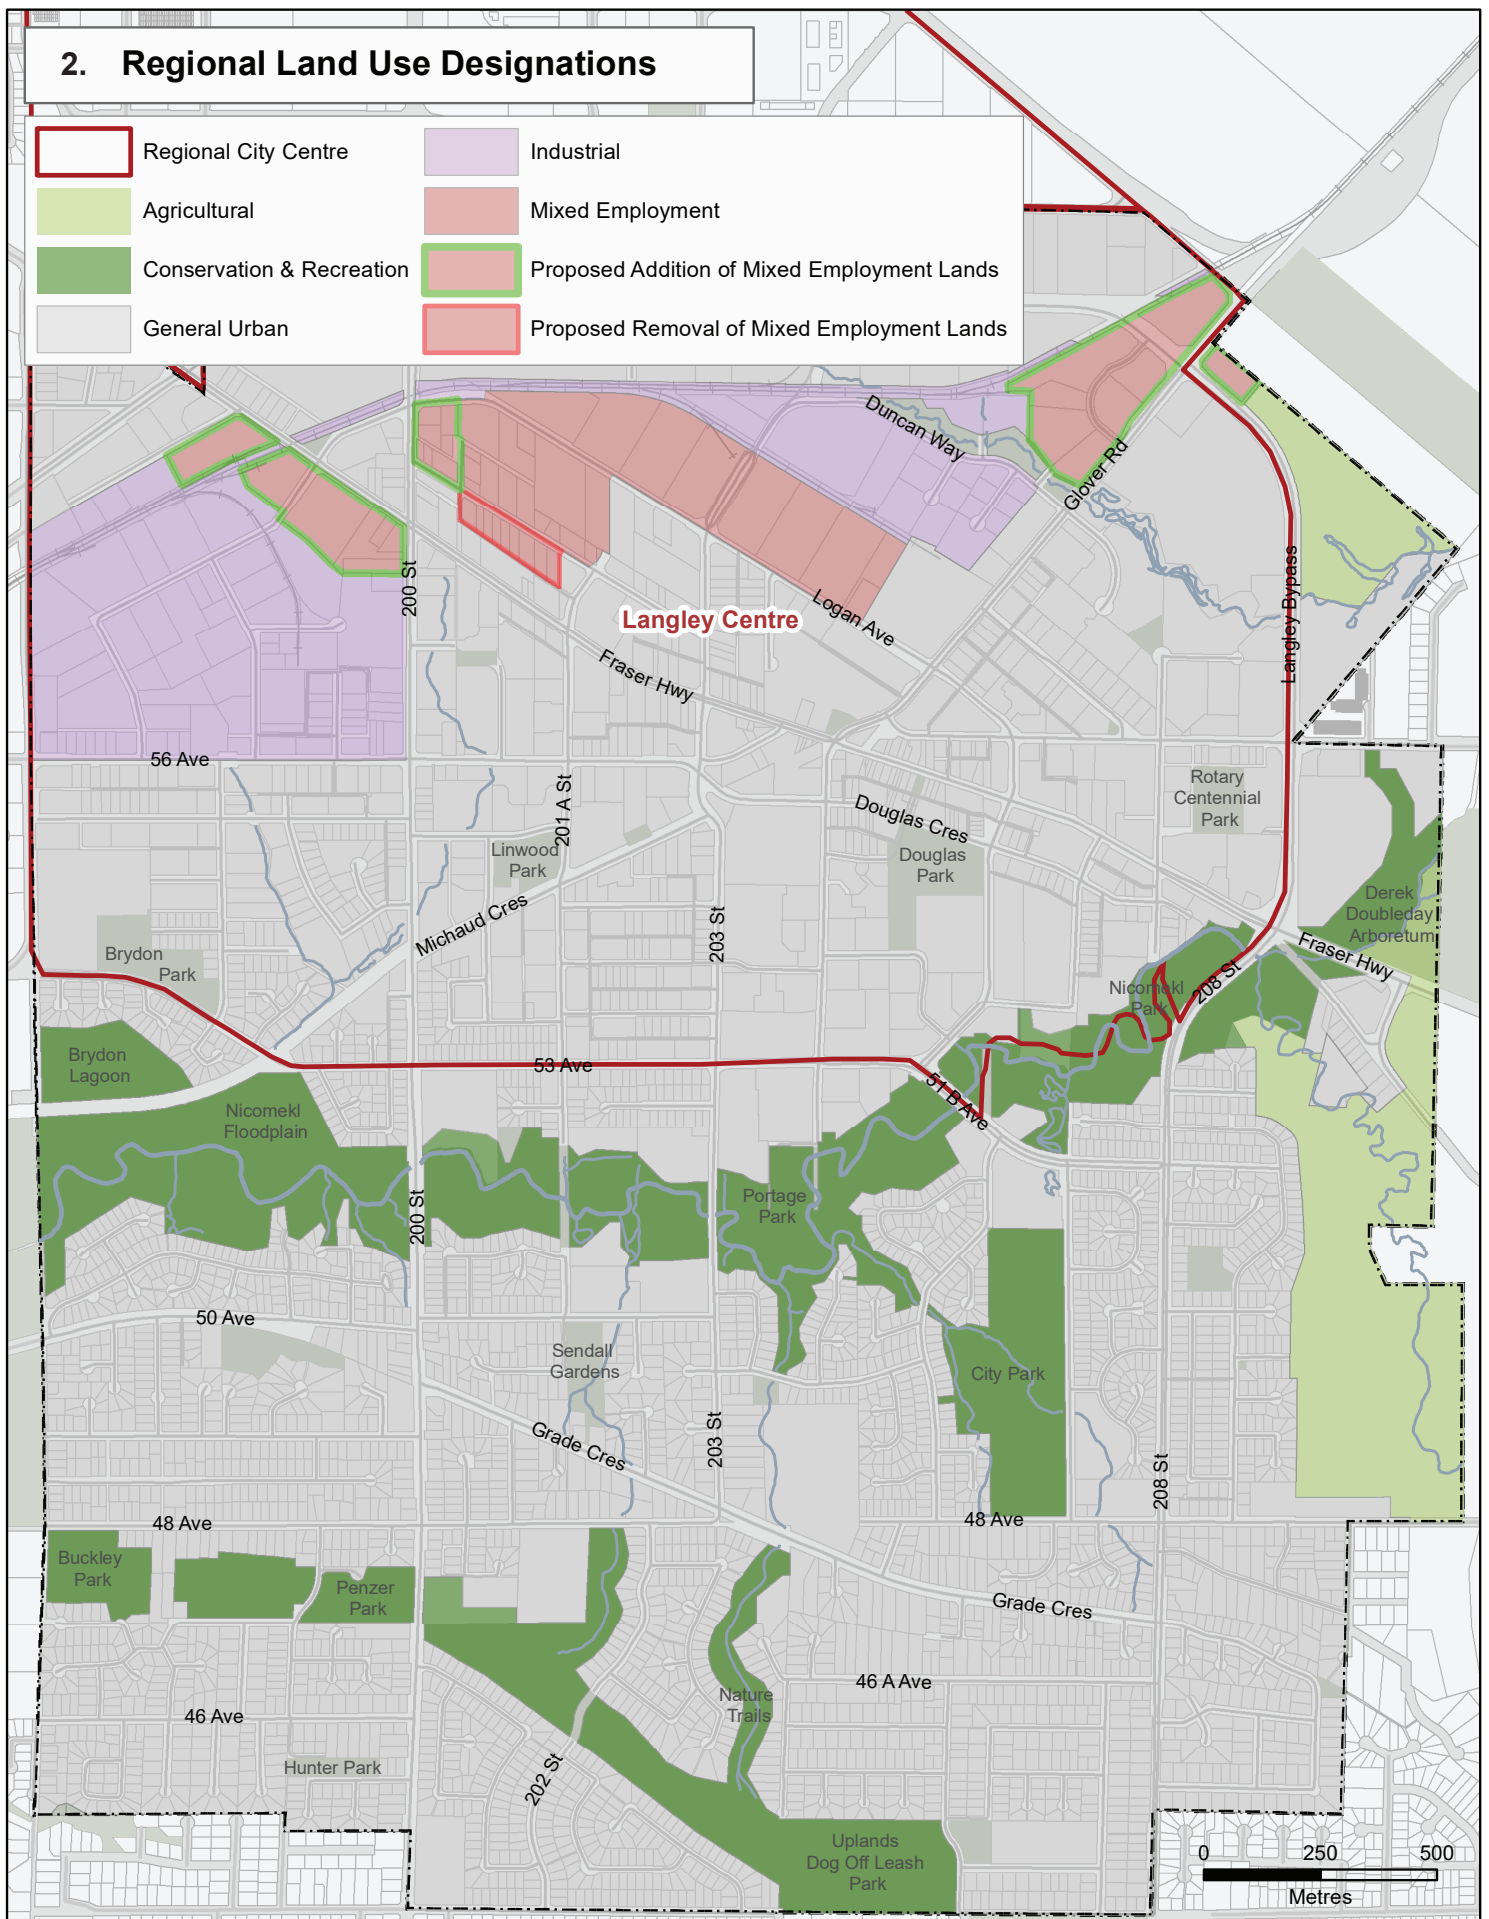 2. Regional Land Use Designations
Regional City Centre
Industrial
Agricultural
Mixed Employment
Conservation & Recreation
Proposed Addition of Mixed Employment Lands
General Urban
Proposed Removal of Mixed Employment Lands
Duncan Way
Glover Rd
200 St
Langley Centre
Logan Ave
Langley Bypass
Fraser Hwy
56 Ave
201 A St
Rotary
Centennial
Park
Douglas Cres
Linwood
Park
Douglas
Park
Michaud Cres
203 St
Derek
Doubleday
Arboretum
Brydon
Park
Fraser Hwy
208 St
Nicomekl
Park
Brydon
Lagoon
53 Ave
51 B Ave
Nicomekl
Floodplain
200 St
Portage
Park
50 Ave
Sendall
Gardens
City Park
Grade Cres
203 St
208 St
48 Ave
48 Ave
Buckley
Park
Penzer
Park
Grade Cres
46 A Ave
Nature
Trails
46 Ave
Hunter Park
202 St
Uplands
Dog Off Leash
Park
0 250 500
Metres